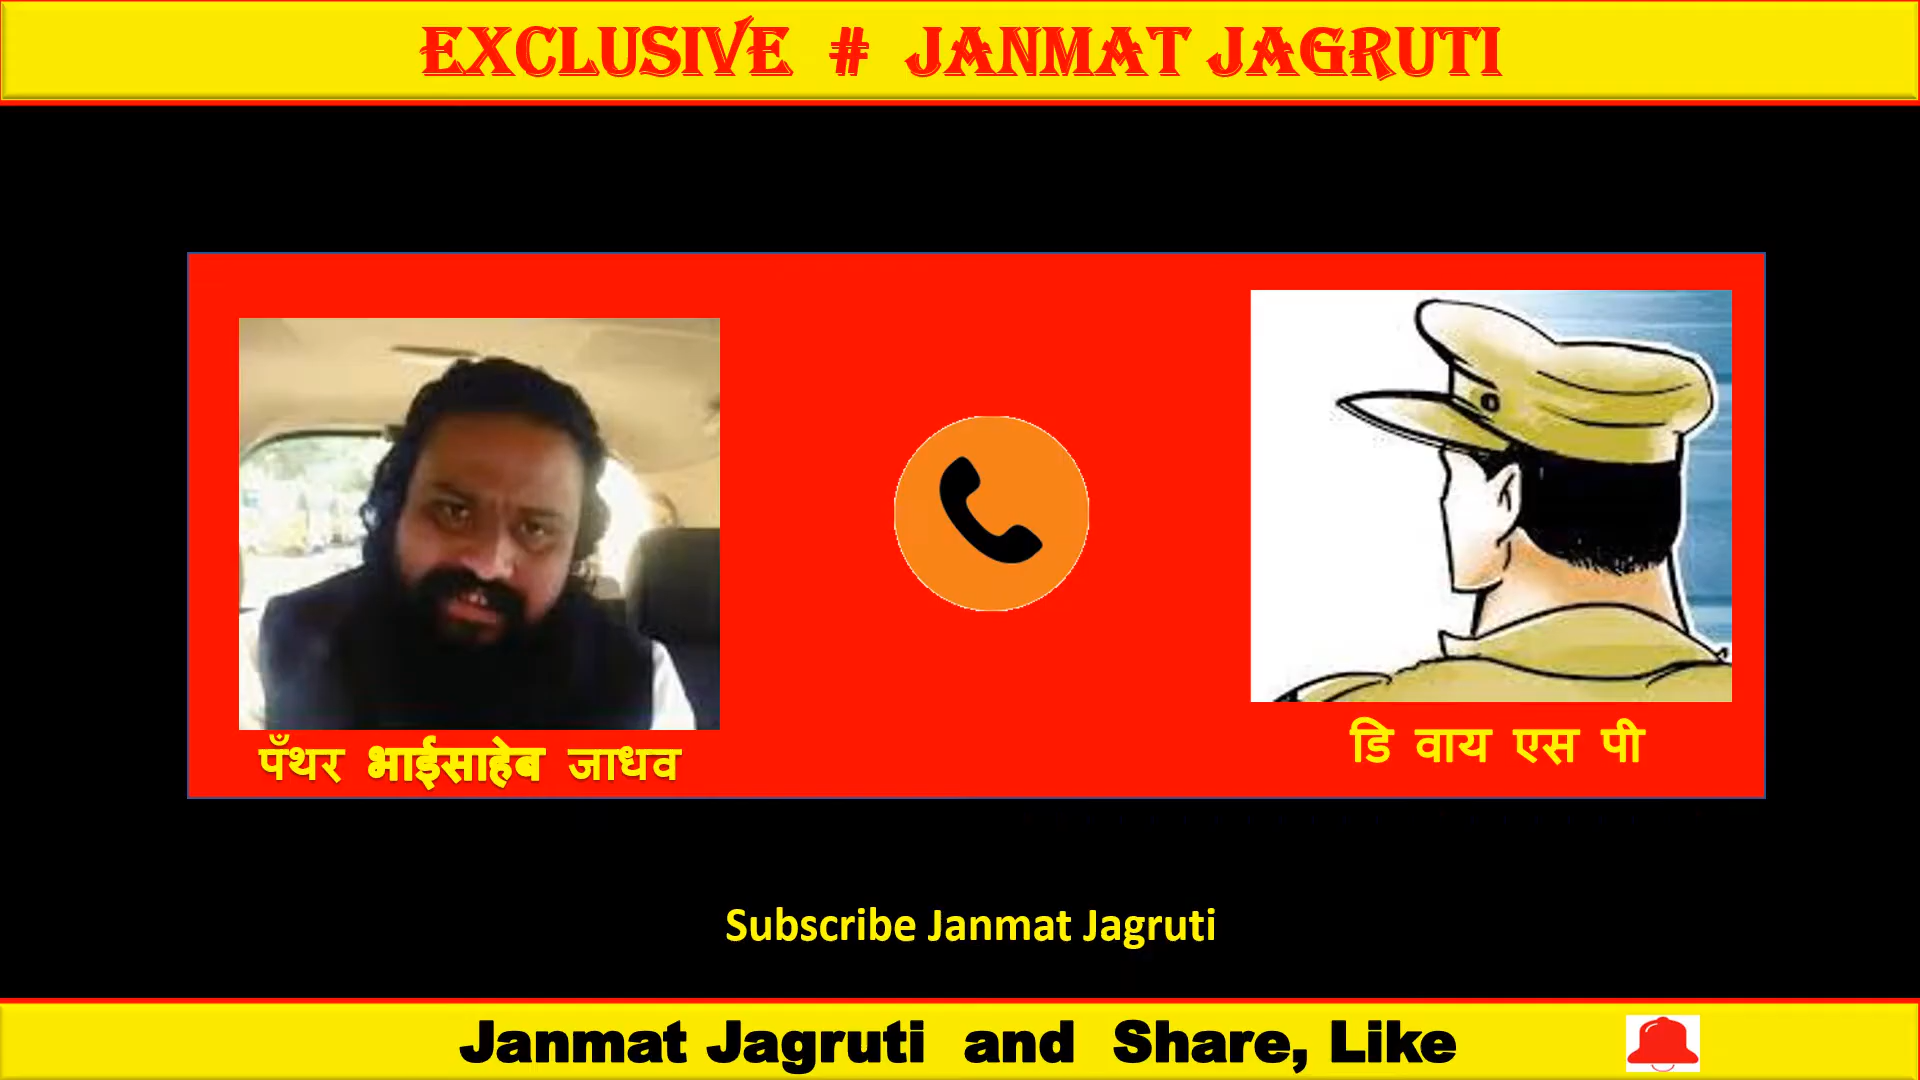 EXCLUSIVE # JANMAT JAGRUTI
पँथर भाईसाहेब जाधव
डि वाय एस पी
Subscribe Janmat Jagruti
Janmat Jagruti and Share, Like